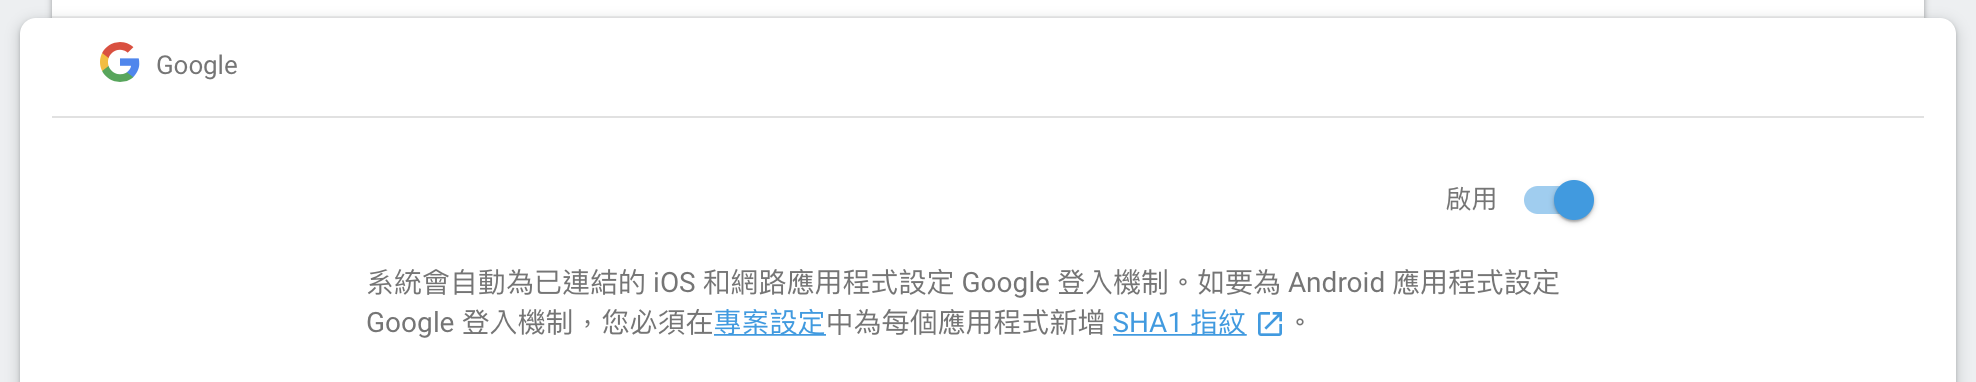 Google
啟用
系統會自動為已連結的 iOS 和網路應用程式設定 Google 登入機制。如要為 Android 應用程式設定
Google 登入機制，您必須在專案設定中為每個應用程式新增 SHA1 指紋 。